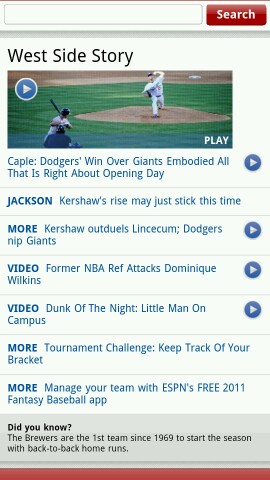 Search
West Side Story
PLAY
Caple: Dodgers' Win Over Giants Embodied All
That Is Right About Opening Day
JACKSON Kershaw's rise may just stick this time
MORE Kershaw outduels Lincecum; Dodgers
nip Giants
VIDEO Former NBA Ref Attacks Dominique
Wilkins
VIDEO Dunk Of The Night: Little Man On
Campus
MORE Tournament Challenge: Keep Track Of Your
Bracket
MORE Manage your team with ESPN's FREE 2011
Fantasy Baseball app
Did you know?
The Brewers are the 1st team since 1969 to start the season
with back-to-back home runs.